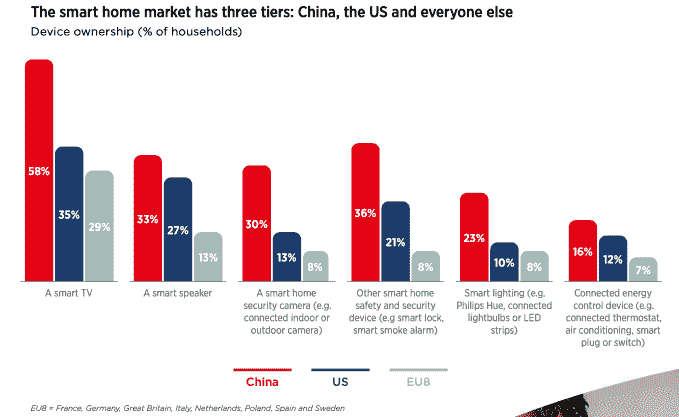 The smart home market has three tiers: China, the US and everyone else
Device ownership (% of households)
58%
35%
29%
33%
27%
13%
30%
13%
8%
36%
21%
8%
23%
10%
8%
16%
12%
7%
A smart TV
A smart speaker
A smart home
security camera (e.g.
connected indoor or
outdoor camera)
Other smart home
safety and security
device (e.g smart lock,
smart smoke alarm)
Smart lighting (e.g.
Philips Hue, connected
lightbulbs or LED
strips)
Connected energy
control device (e.g.
connected thermostat,
air conditioning, smart
plug or switch)
China
US
EU8
EU8 = France, Germany, Great Britain, Italy, Netherlands, Poland, Spain and Sweden